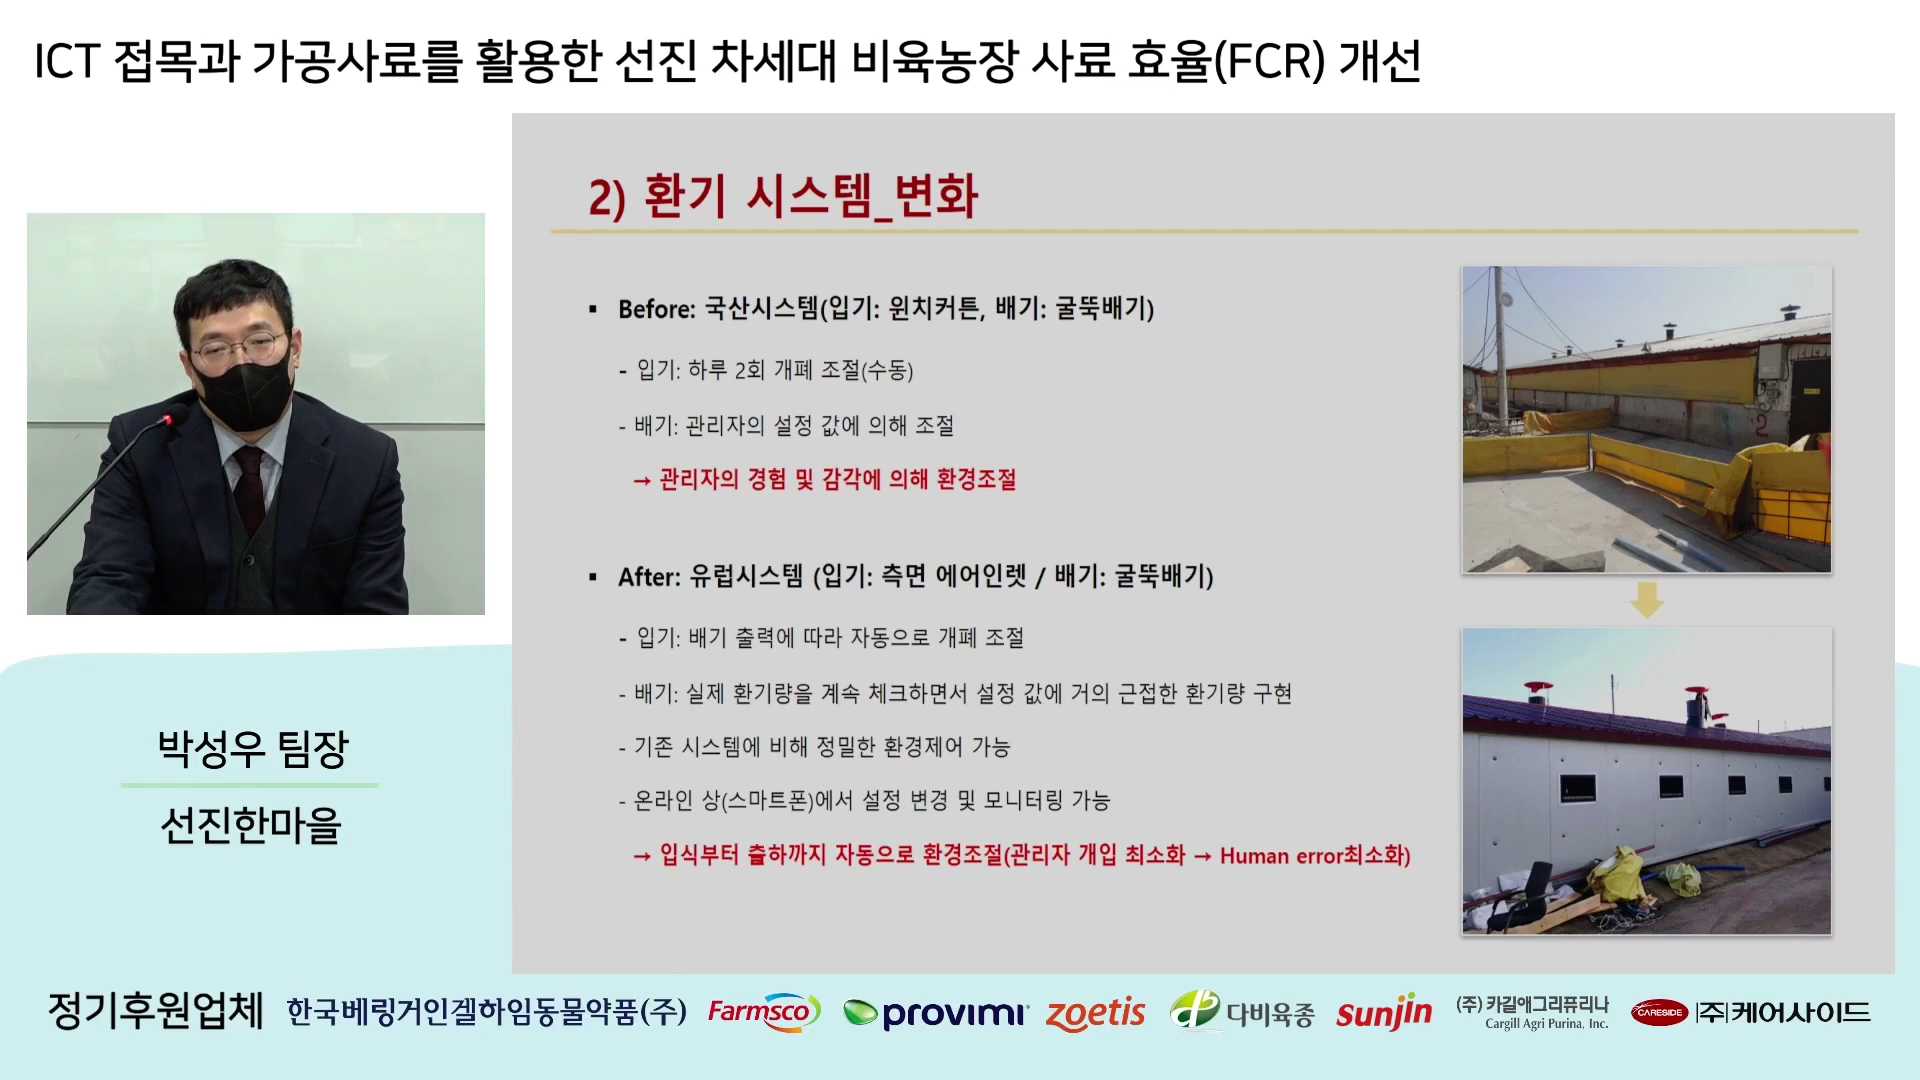 ICT 접목과 가공사료를 활용한 선진 차세대 비육농장 사료 효율(FCR) 개선
2) 환기 시스템_변화
▪ Before: 국산시스템(입기: 윈치커튼, 배기: 굴뚝배기)
- 입기: 하루 2회 개폐 조절(수동)
- 배기: 관리자의 설정 값에 의해 조절
→ 관리자의 경험 및 감각에 의해 환경조절
▪ After: 유럽시스템 (입기: 측면 에어인렛 / 배기: 굴뚝배기)
- 입기: 배기 출력에 따라 자동으로 개폐 조절
- 배기: 실제 환기량을 계속 체크하면서 설정 값에 거의 근접한 환기량 구현
- 기존 시스템에 비해 정밀한 환경제어 가능
- 온라인 상(스마트폰)에서 설정 변경 및 모니터링 가능
→ 입식부터 출하까지 자동으로 환경조절(관리자 개입 최소화 → Human error최소화)
2
박성우 팀장
선진한마을
정기후원업체 한국베링거인겔하임동물약품(주) Farmsco provimi zoetis 다비육종 sunjin (주) 카길애그리퓨리나 Cargill Agri Purina, Inc. CARESIDE (주)케어사이드